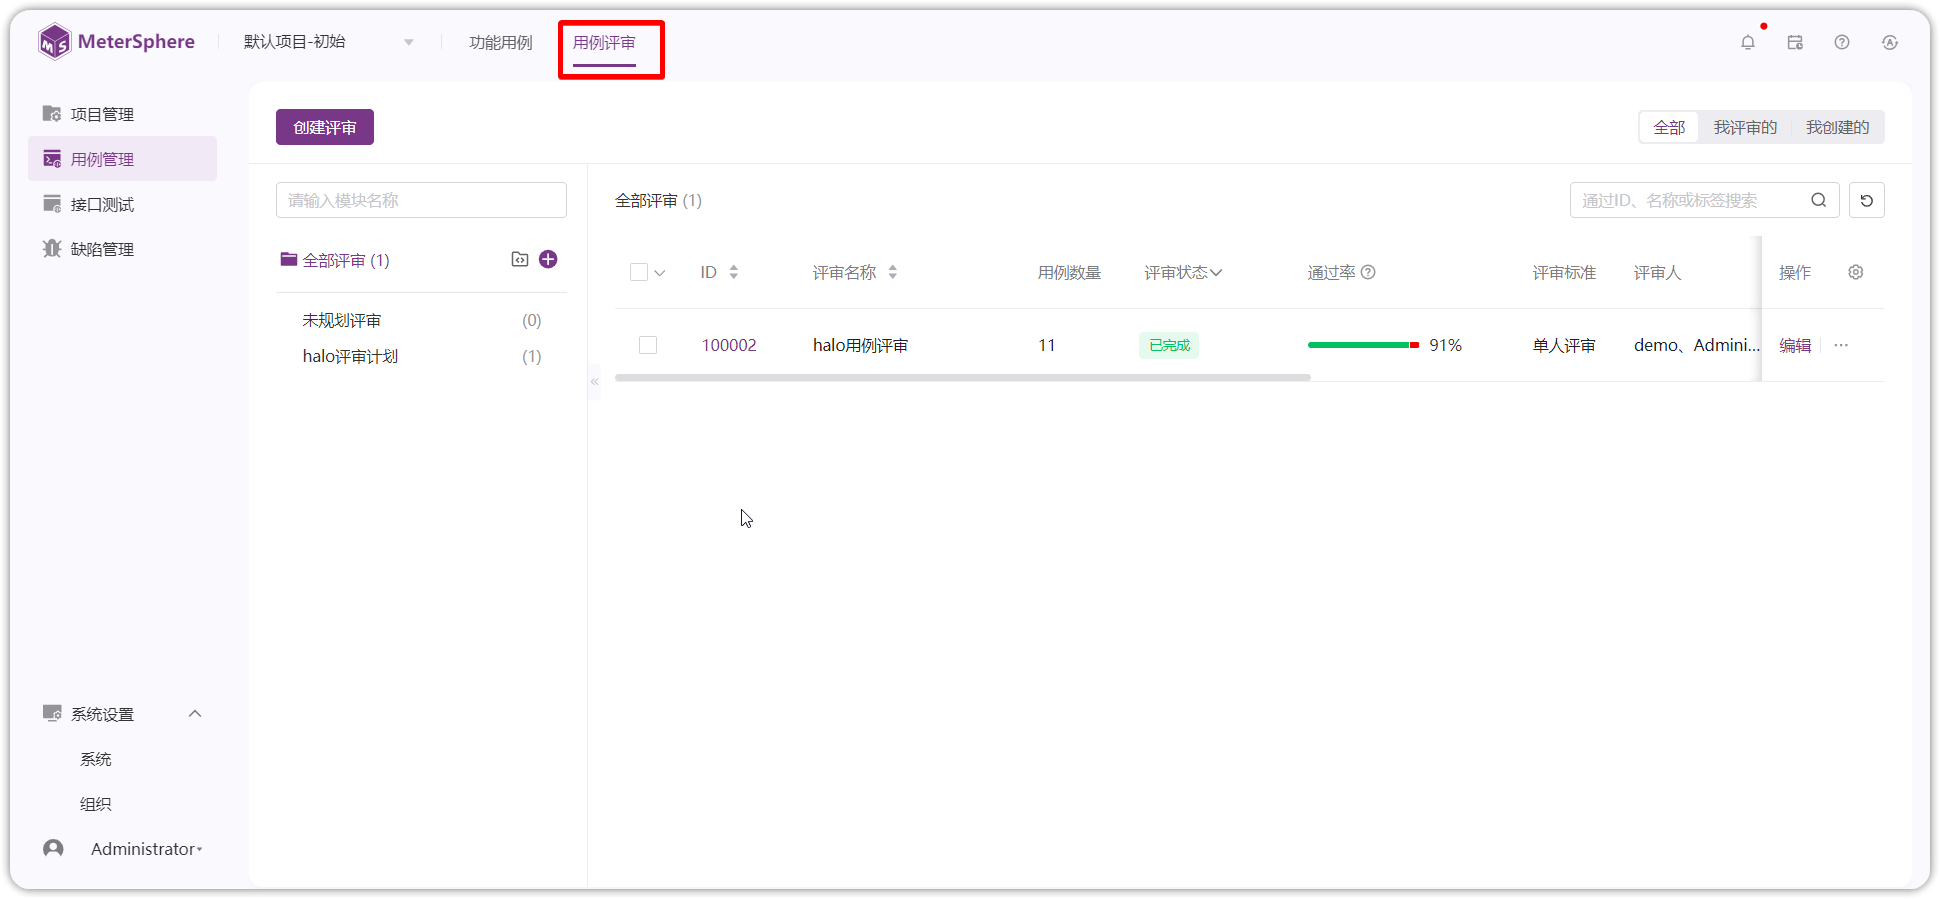 MeterSphere
默认项目-初始
功能用例
用例评审
项目管理
用例管理
接口测试
缺陷管理
系统设置
系统
组织
Administrator
创建评审
全部
我评审的
我创建的
请输入模块名称
全部评审 (1)
未规划评审 (0)
halo评审计划 (1)
全部评审 (1)
通过ID、名称或标签搜索
ID 评审名称 用例数量 评审状态 通过率 评审标准 评审人 操作
100002 halo用例评审 11 已完成 91% 单人评审 demo、Admini... 编辑 ···